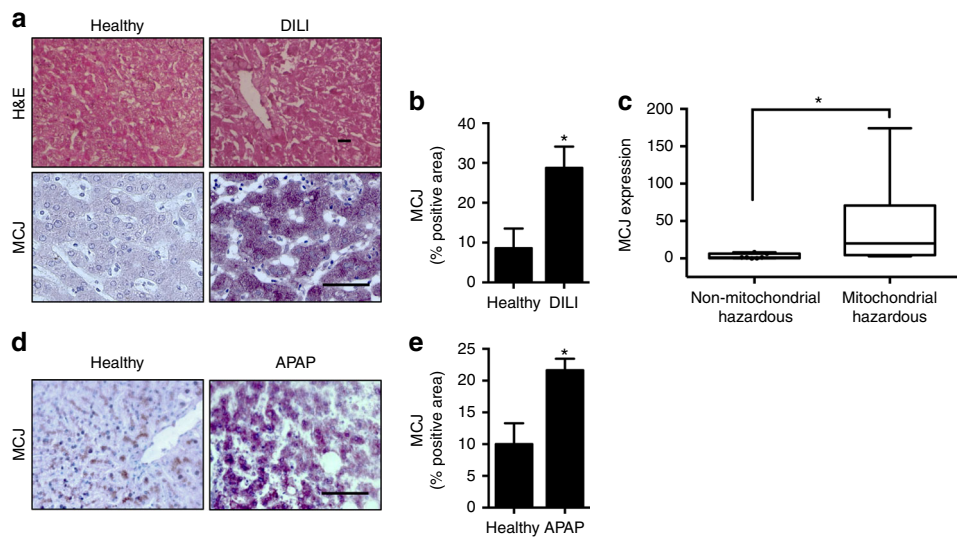 a
Healthy
DILI
H&E
MCJ
b
MCJ
(% positive area)
40
30
20
10
0
*
Healthy DILI
c
MCJ expression
200
150
100
50
0
*
Non-mitochondrial
hazardous
Mitochondrial
hazardous
d
Healthy
APAP
MCJ
e
MCJ
(% positive area)
25
20
15
10
5
0
*
Healthy APAP